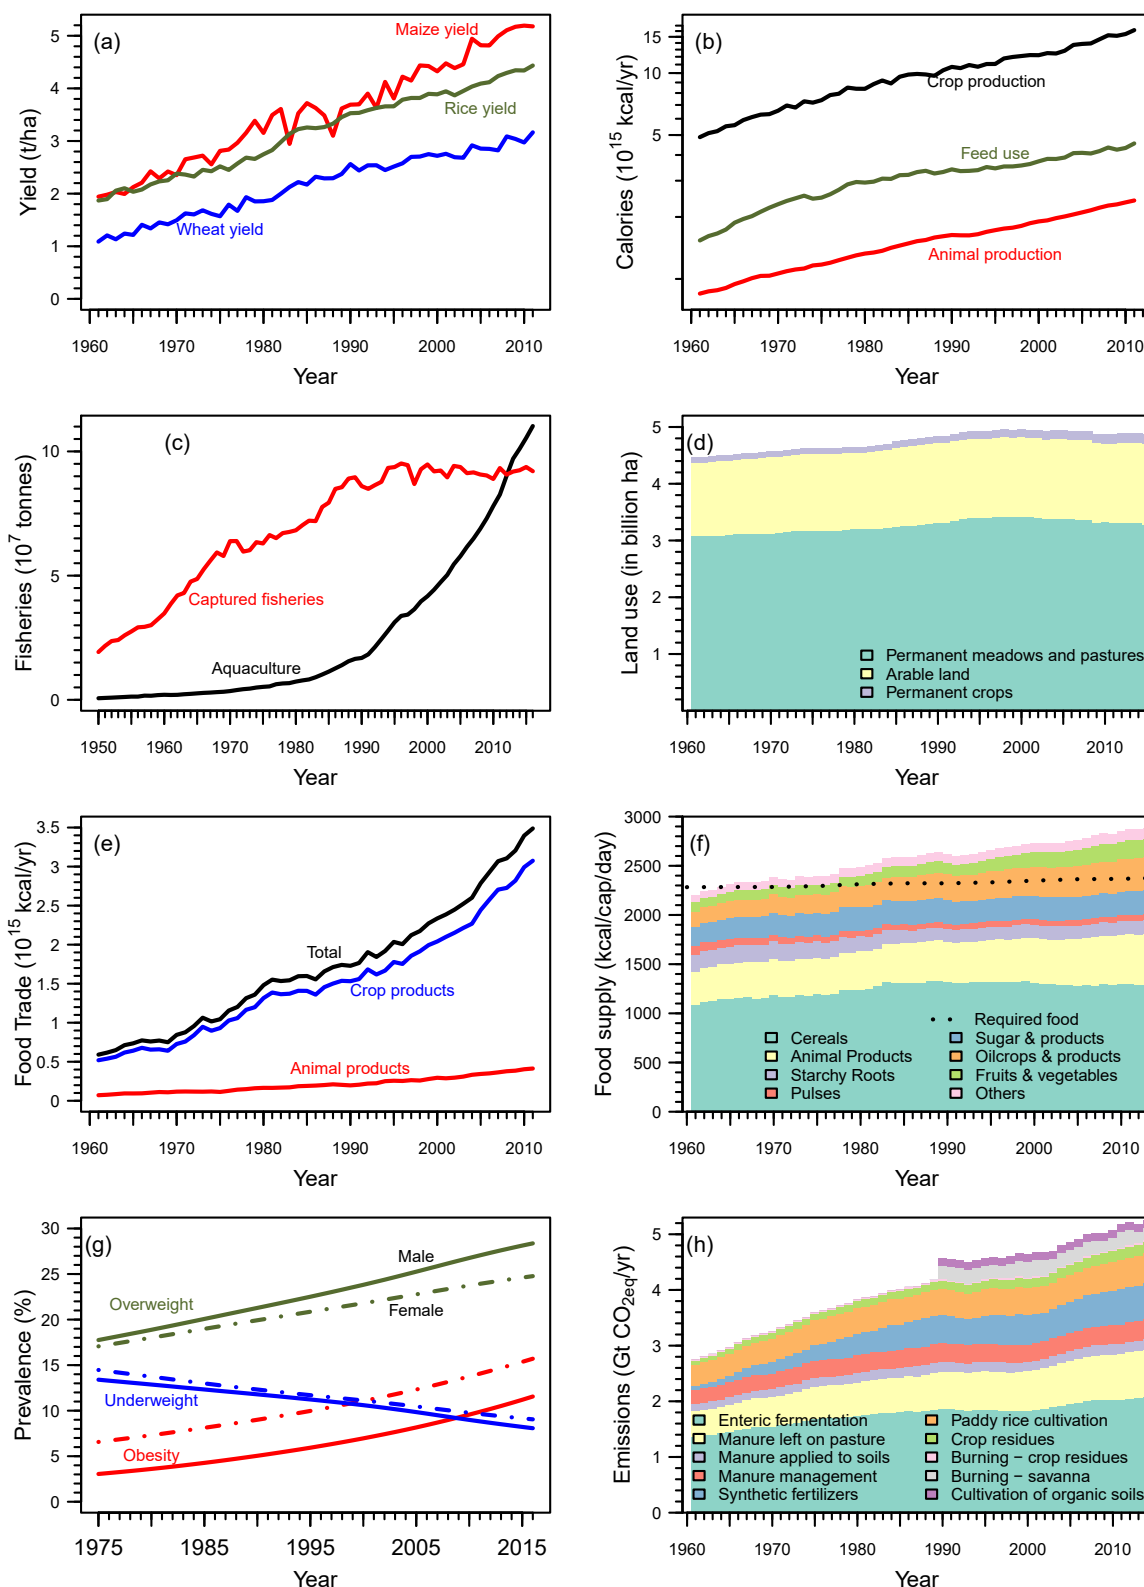 (a)
Maize yield
Rice yield
Wheat yield
Yield (t/ha)
0
1
2
3
4
5
1960
1970
1980
1990
2000
2010
Year
(b)
Crop production
Feed use
Animal production
Calories (10^15 kcal/yr)
5
10
15
1960
1970
1980
1990
2000
2010
Year
(c)
Captured fisheries
Aquaculture
Fisheries (10^7 tonnes)
0
5
10
1950
1960
1970
1980
1990
2000
2010
Year
(d)
Land use (in billion ha)
1
2
3
4
5
Permanent meadows and pastures
Arable land
Permanent crops
1960
1970
1980
1990
2000
2010
Year
(e)
Total
Crop products
Animal products
Food Trade (10^15 kcal/yr)
0
0.5
1
1.5
2
2.5
3
3.5
1960
1970
1980
1990
2000
2010
Year
(f)
Food supply (kcal/cap/day)
0
500
1000
1500
2000
2500
3000
Required food
Cereals
Animal Products
Starchy Roots
Pulses
Sugar & products
Oilcrops & products
Fruits & vegetables
Others
1960
1970
1980
1990
2000
2010
Year
(g)
Male
Female
Overweight
Underweight
Obesity
Prevalence (%)
0
5
10
15
20
25
30
1975
1985
1995
2005
2015
Year
(h)
Emissions (Gt CO2eq/yr)
0
1
2
3
4
5
Enteric fermentation
Manure left on pasture
Manure applied to soils
Manure management
Synthetic fertilizers
Paddy rice cultivation
Crop residues
Burning − crop residues
Burning − savanna
Cultivation of organic soils
1960
1970
1980
1990
2000
2010
Year